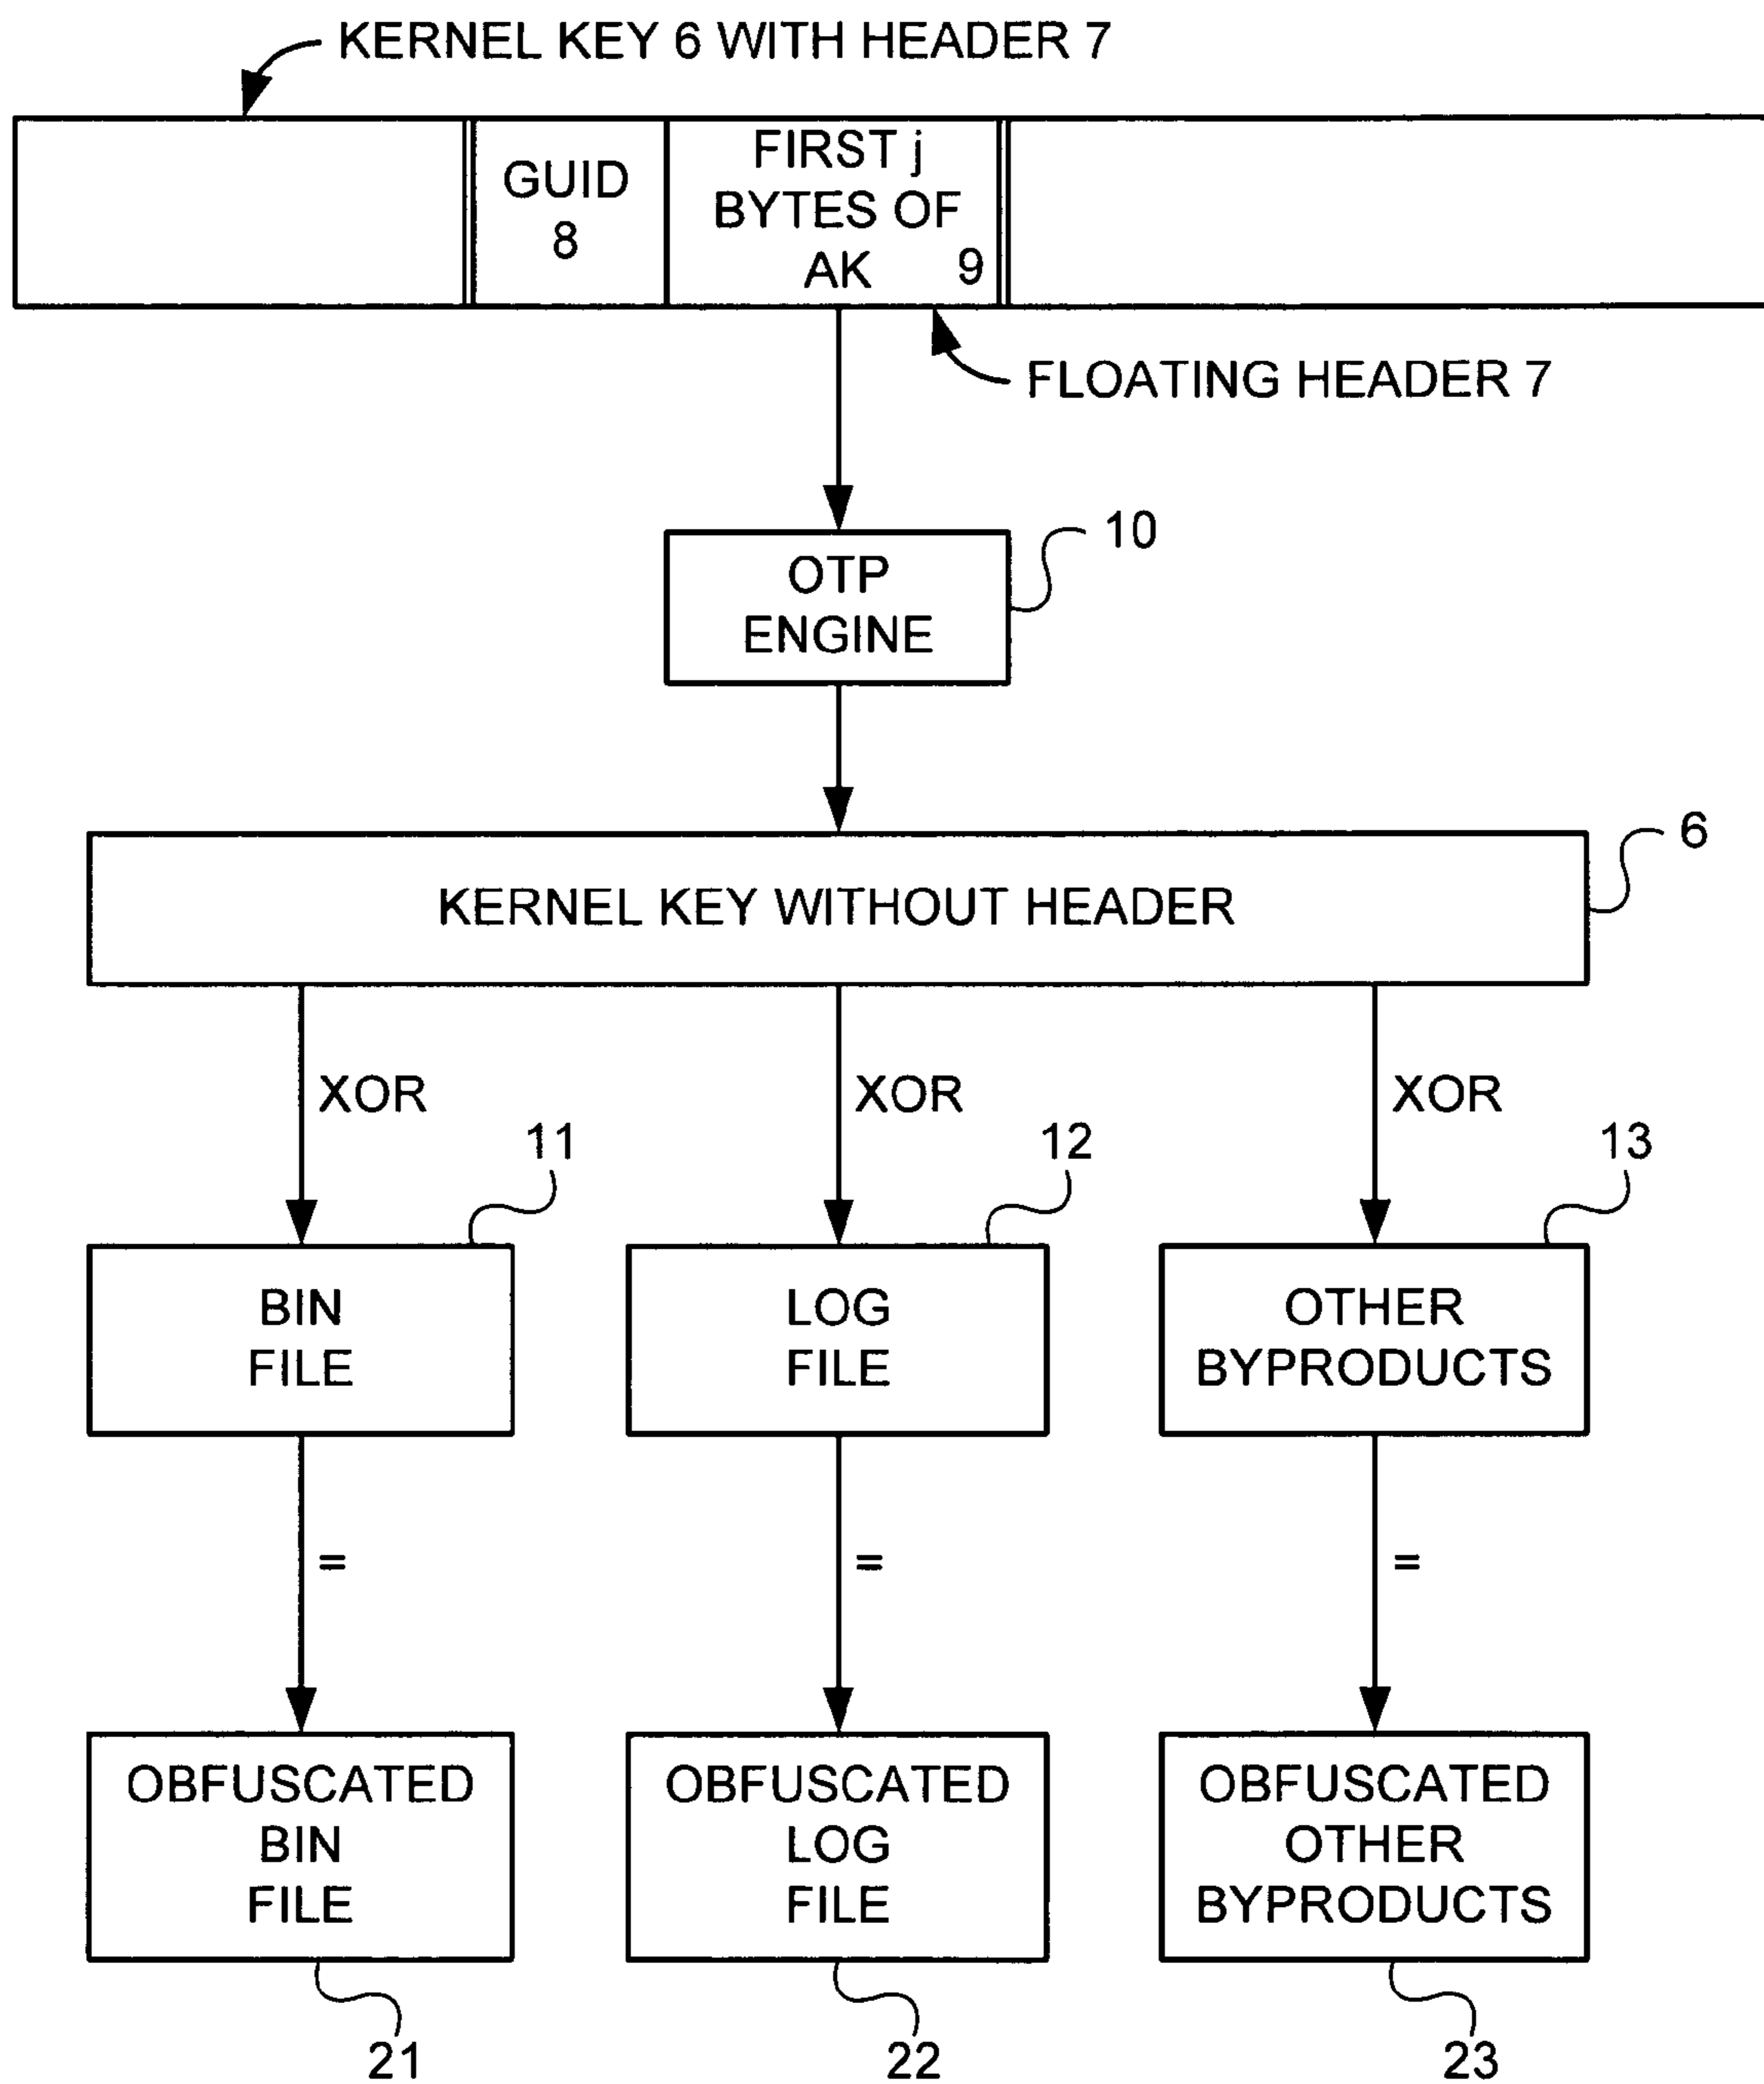 KERNEL KEY 6 WITH HEADER 7
GUID
8
FIRST j
BYTES OF
AK 9
FLOATING HEADER 7
10
OTP
ENGINE
6
KERNEL KEY WITHOUT HEADER
XOR
XOR
XOR
11
12
13
BIN
FILE
LOG
FILE
OTHER
BYPRODUCTS
=
=
=
OBFUSCATED
BIN
FILE
OBFUSCATED
LOG
FILE
OBFUSCATED
OTHER
BYPRODUCTS
21
22
23